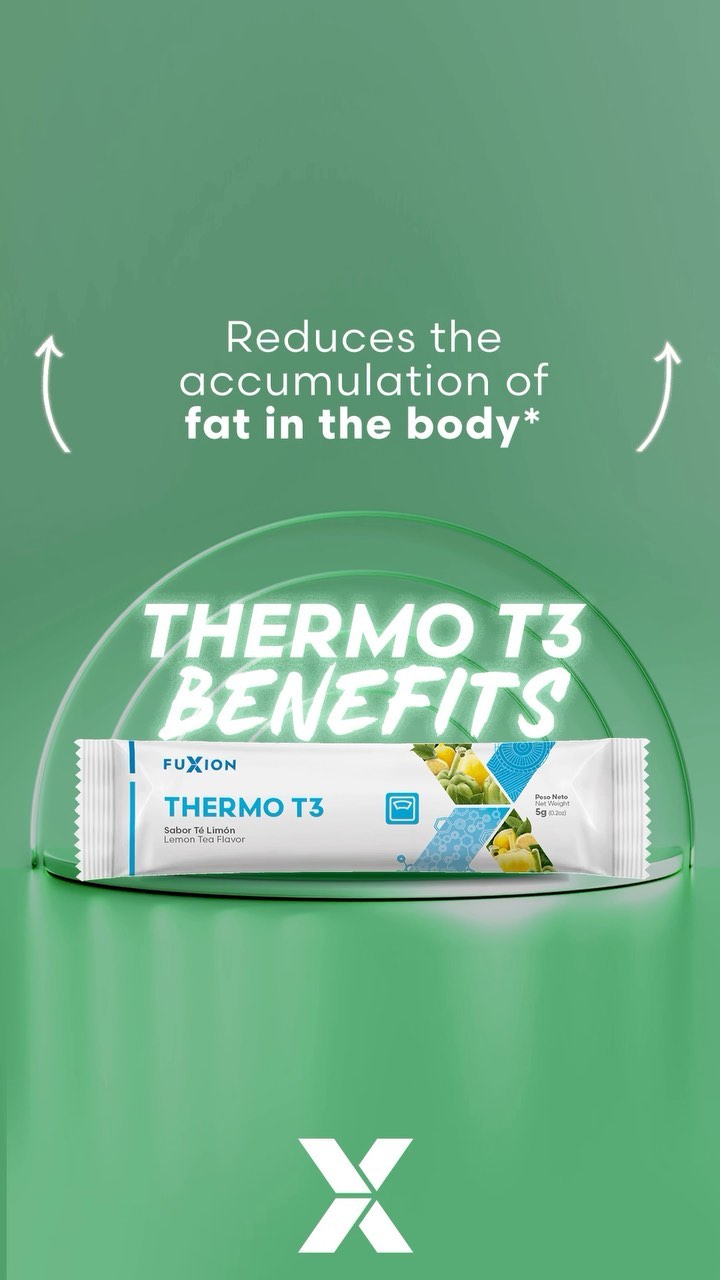 Reduces the
accumulation of
fat in the body*
THERMO T3
BENEFITS
FUXION
THERMO T3
Sabor Té Limón
Lemon Tea Flavor
Peso Neto
Net Weight
5g (0.2oz)